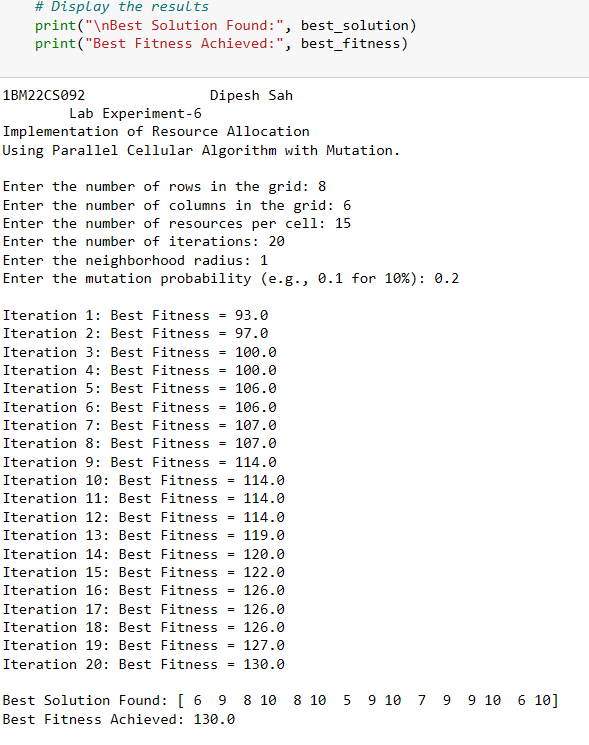 # Display the results
print("\nBest Solution Found:", best_solution)
print("Best Fitness Achieved:", best_fitness)
1BM22CS092 Dipesh Sah
Lab Experiment-6
Implementation of Resource Allocation
Using Parallel Cellular Algorithm with Mutation.
Enter the number of rows in the grid: 8
Enter the number of columns in the grid: 6
Enter the number of resources per cell: 15
Enter the number of iterations: 20
Enter the neighborhood radius: 1
Enter the mutation probability (e.g., 0.1 for 10%): 0.2
Iteration 1: Best Fitness = 93.0
Iteration 2: Best Fitness = 97.0
Iteration 3: Best Fitness = 100.0
Iteration 4: Best Fitness = 100.0
Iteration 5: Best Fitness = 106.0
Iteration 6: Best Fitness = 106.0
Iteration 7: Best Fitness = 107.0
Iteration 8: Best Fitness = 107.0
Iteration 9: Best Fitness = 114.0
Iteration 10: Best Fitness = 114.0
Iteration 11: Best Fitness = 114.0
Iteration 12: Best Fitness = 114.0
Iteration 13: Best Fitness = 119.0
Iteration 14: Best Fitness = 120.0
Iteration 15: Best Fitness = 122.0
Iteration 16: Best Fitness = 126.0
Iteration 17: Best Fitness = 126.0
Iteration 18: Best Fitness = 126.0
Iteration 19: Best Fitness = 127.0
Iteration 20: Best Fitness = 130.0
Best Solution Found: [ 6  9  8 10  8 10  5  9 10  7  9  9 10  6 10]
Best Fitness Achieved: 130.0